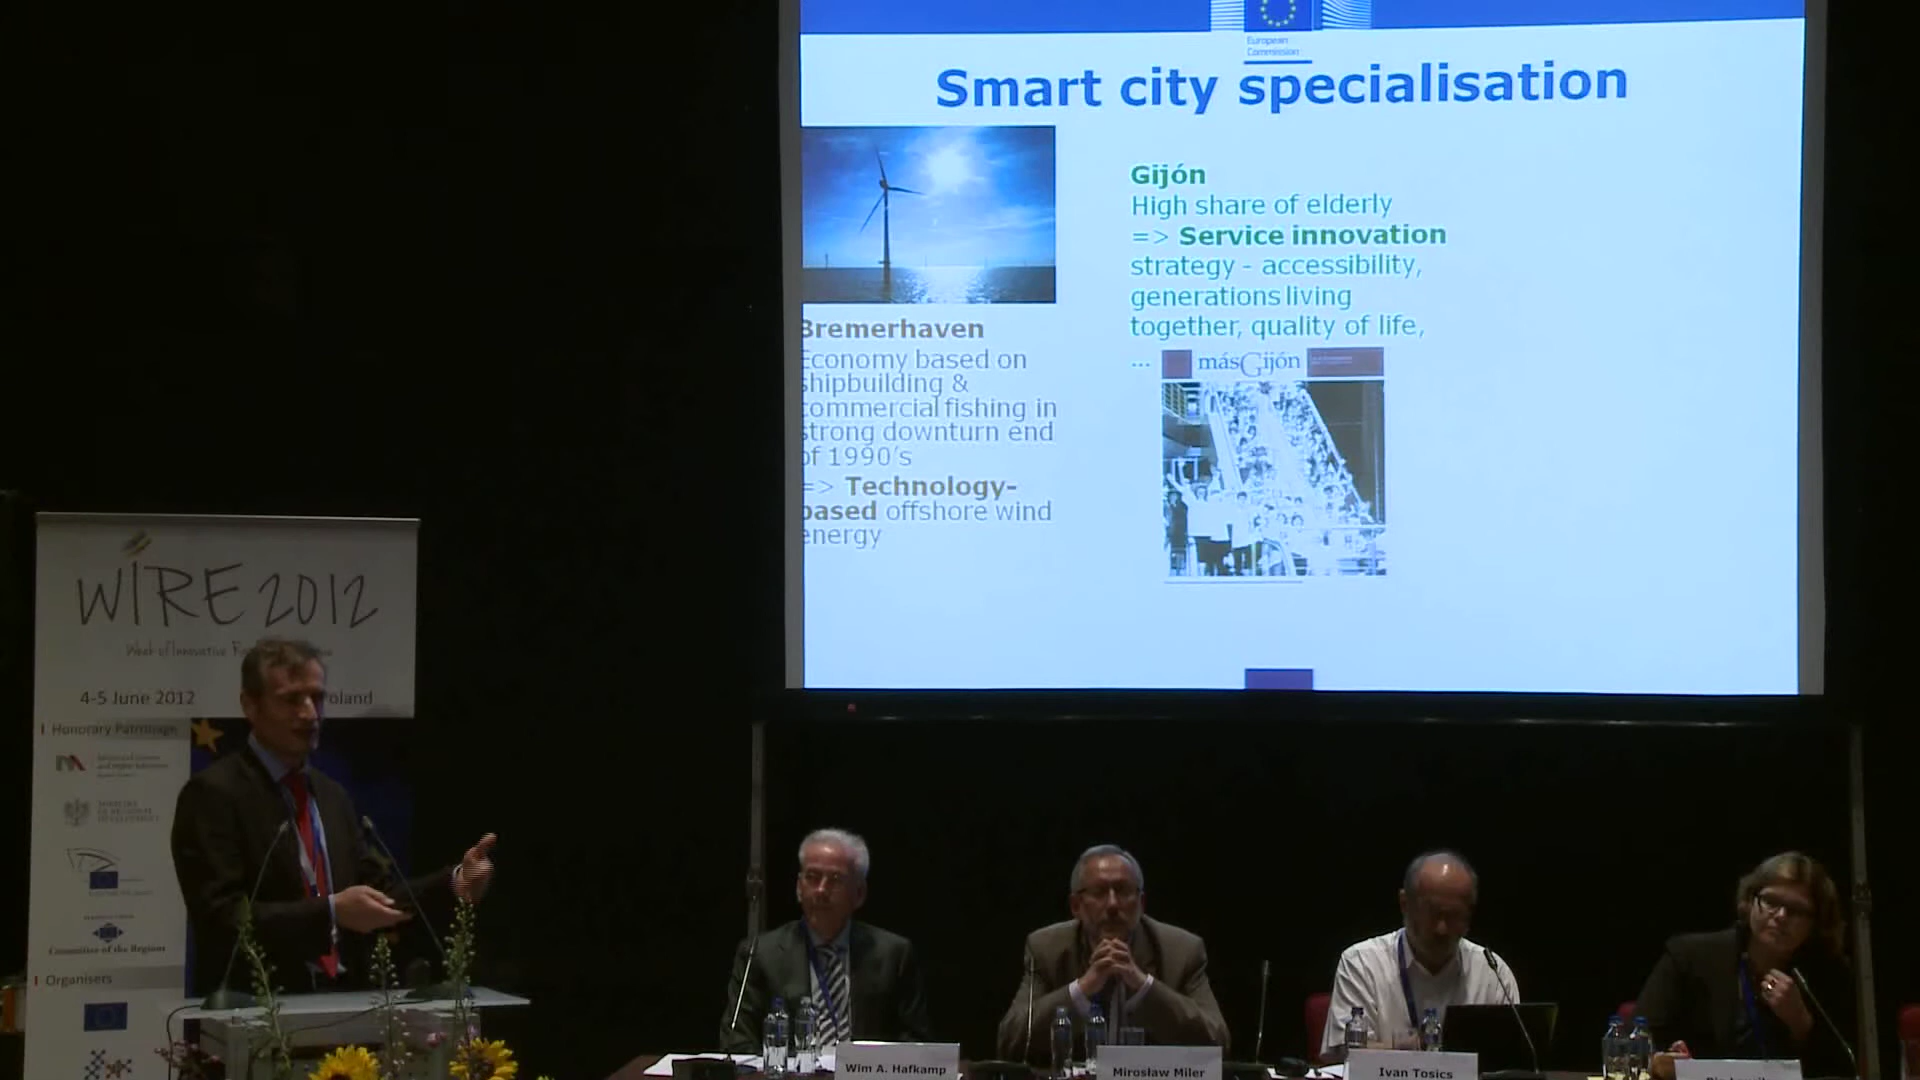 European
Commission
Smart city specialisation
Gijón
High share of elderly
=> Service innovation
strategy - accessibility,
generations living
together, quality of life,
...
másGijón
Bremerhaven
Economy based on
shipbuilding &
commercial fishing in
strong downturn end
of 1990's
=> Technology-
based offshore wind
energy
WIRE 2012
Week of Innovative
4-5 June 2012
Poland
Honorary Patronage
Committee of the Regions
Organisers
Wim A. Hafkamp
Mirosław Miler
Ivan Tosics